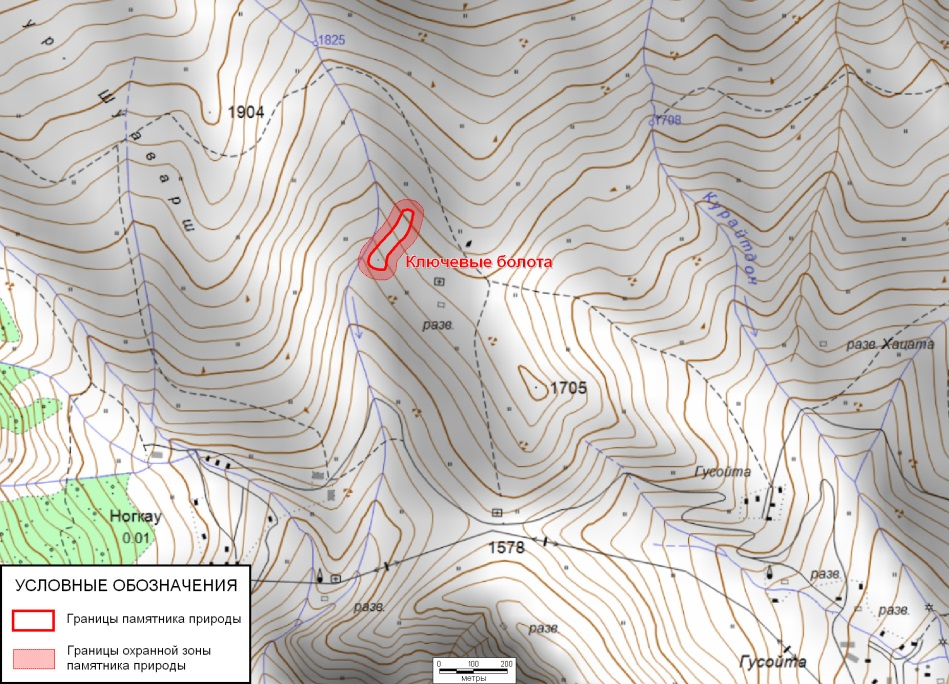 ур
Шуаварш
1825
1904
1708
Курайтдон
Ключевые болота
разв.
разв. Хацата
1705
Гусойта
Ногкау
0.01
1578
разв.
разв.
разв.
разв.
Гусойта
УСЛОВНЫЕ ОБОЗНАЧЕНИЯ
Границы памятника природы
Границы охранной зоны
памятника природы
0 100 200
метры